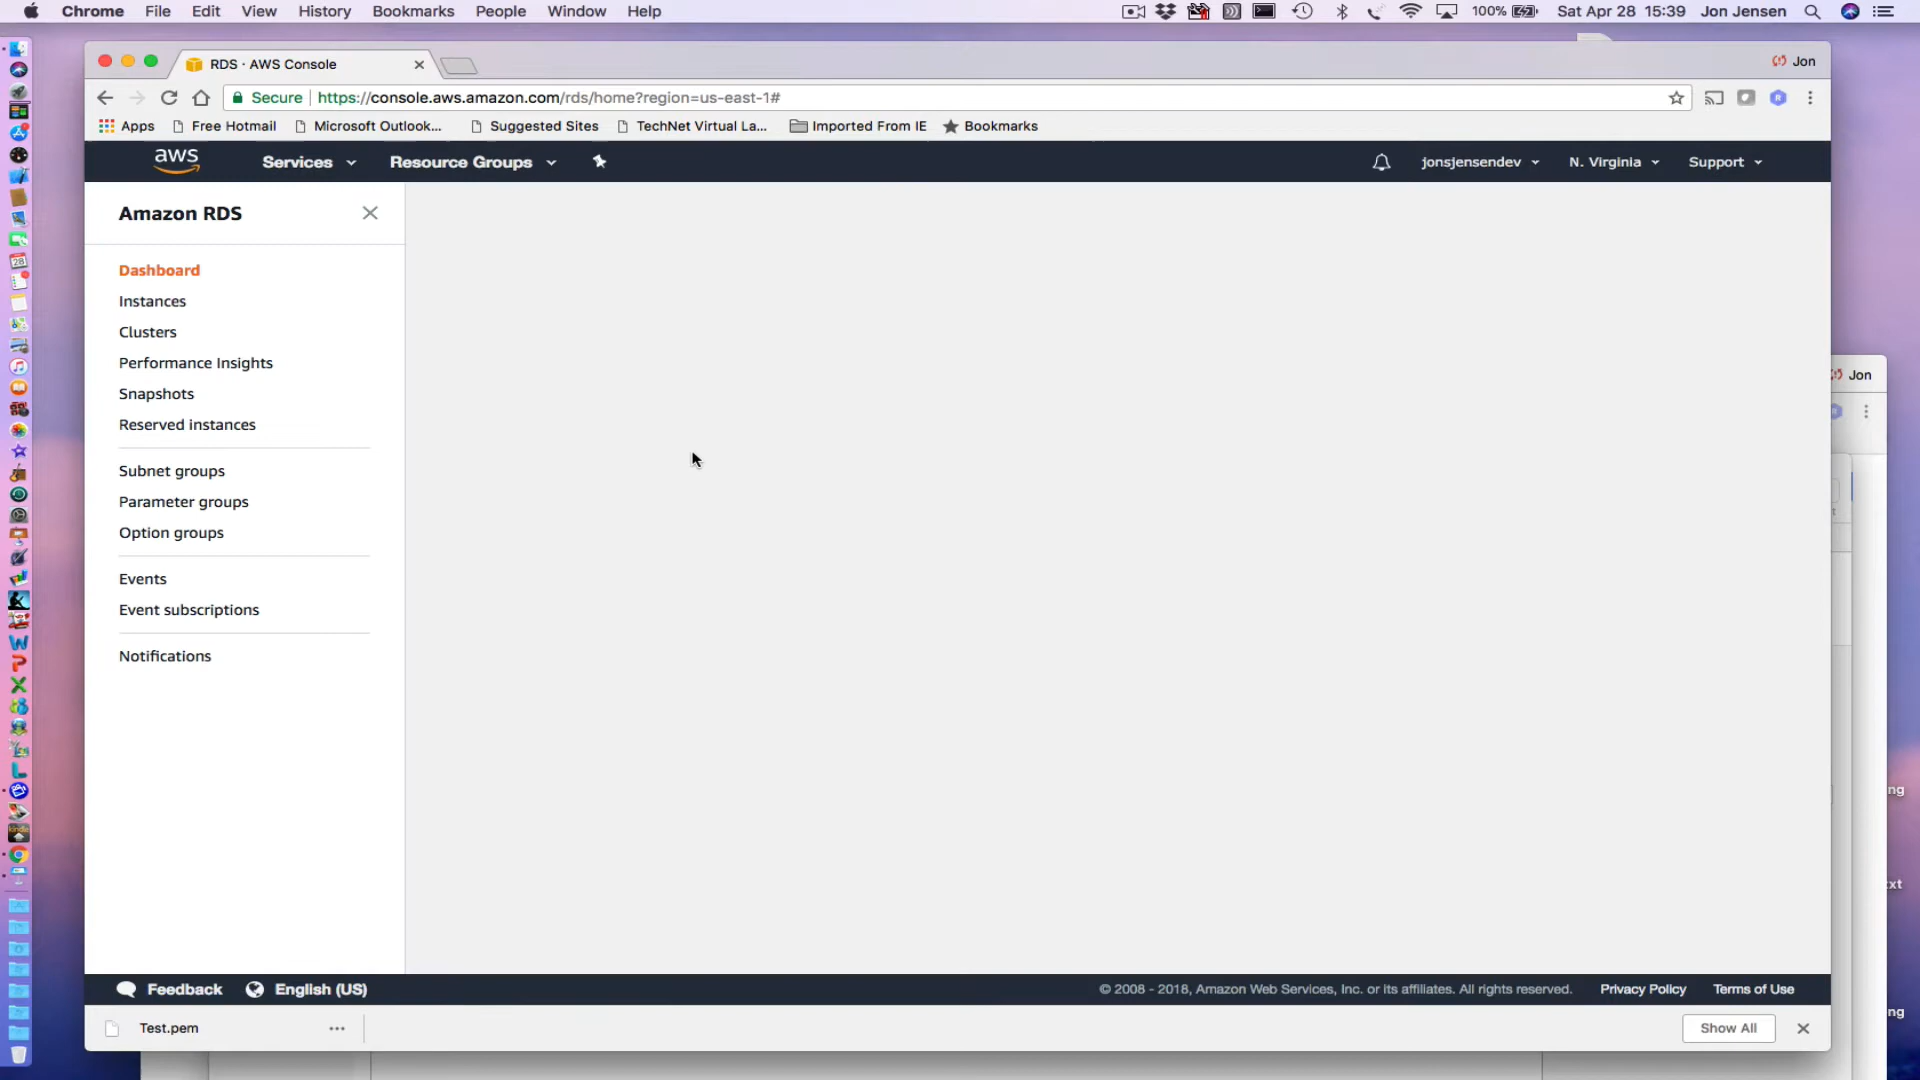 Chrome File Edit View History Bookmarks People Window Help 100% Sat Apr 28 15:39 Jon Jensen
RDS · AWS Console Jon
Secure https://console.aws.amazon.com/rds/home?region=us-east-1#
Apps Free Hotmail Microsoft Outlook... Suggested Sites TechNet Virtual La... Imported From IE Bookmarks
aws Services Resource Groups jonsjensendev N. Virginia Support
Amazon RDS
Dashboard
Instances
Clusters
Performance Insights
Jon
Snapshots
Reserved instances
Subnet groups
Parameter groups
Option groups
Events
Event subscriptions
Notifications
ng
xt
Feedback English (US) © 2008 - 2018, Amazon Web Services, Inc. or its affiliates. All rights reserved. Privacy Policy Terms of Use
ng
Test.pem Show All